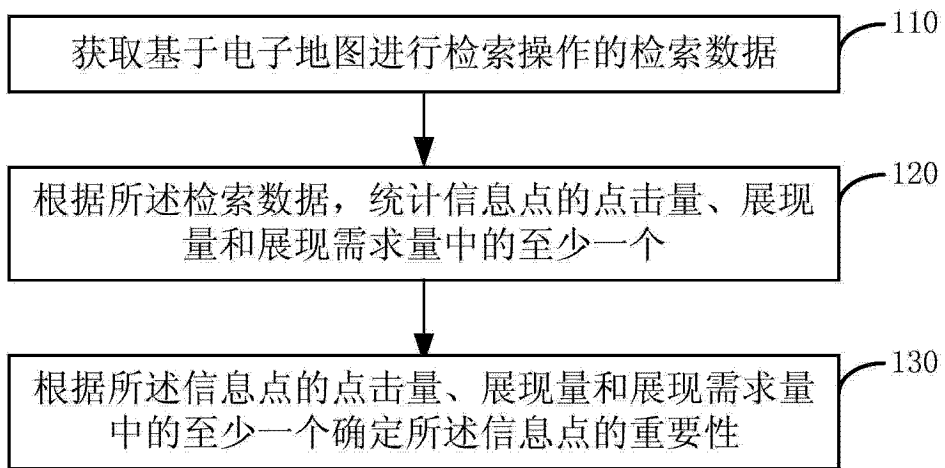 获取基于电子地图进行检索操作的检索数据
110
根据所述检索数据，统计信息点的点击量、展现
量和展现需求量中的至少一个
120
根据所述信息点的点击量、展现量和展现需求量
中的至少一个确定所述信息点的重要性
130